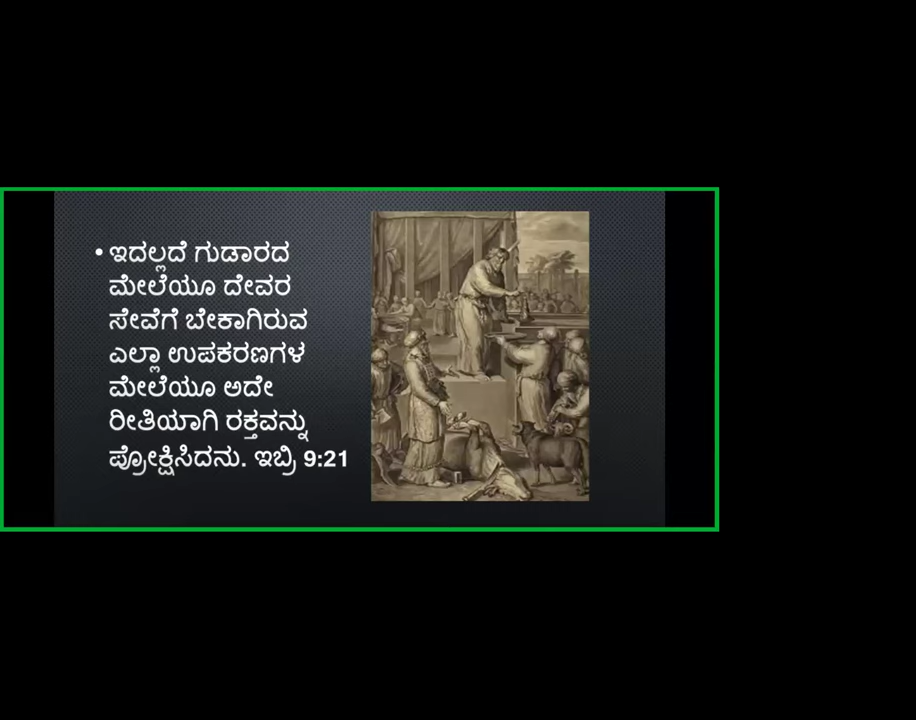 • ಇದಲ್ಲದೆ ಗುಡಾರದ
ಮೇಲೆಯೂ ದೇವರ
ಸೇವೆಗೆ ಬೇಕಾಗಿರುವ
ಎಲ್ಲಾ ಉಪಕರಣಗಳ
ಮೇಲೆಯೂ ಅದೇ
ರೀತಿಯಾಗಿ ರಕ್ತವನ್ನು
ಪ್ರೋಕ್ಷಿಸಿದನು. ಇಬ್ರಿ 9:21